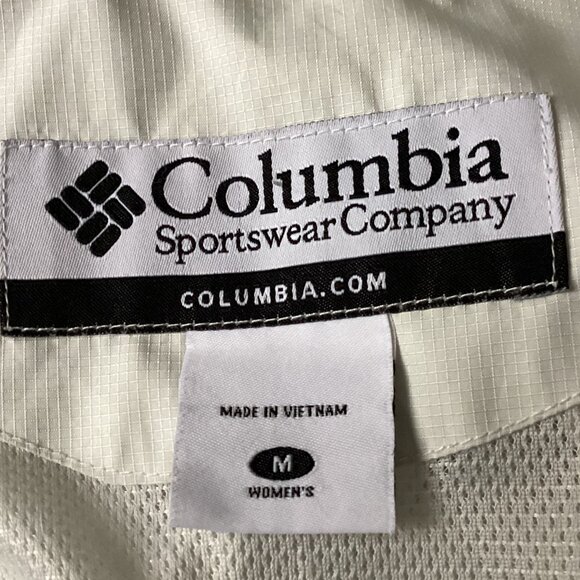 Columbia
Sportswear Company
COLUMBIA.COM
MADE IN VIETNAM
M
WOMEN'S